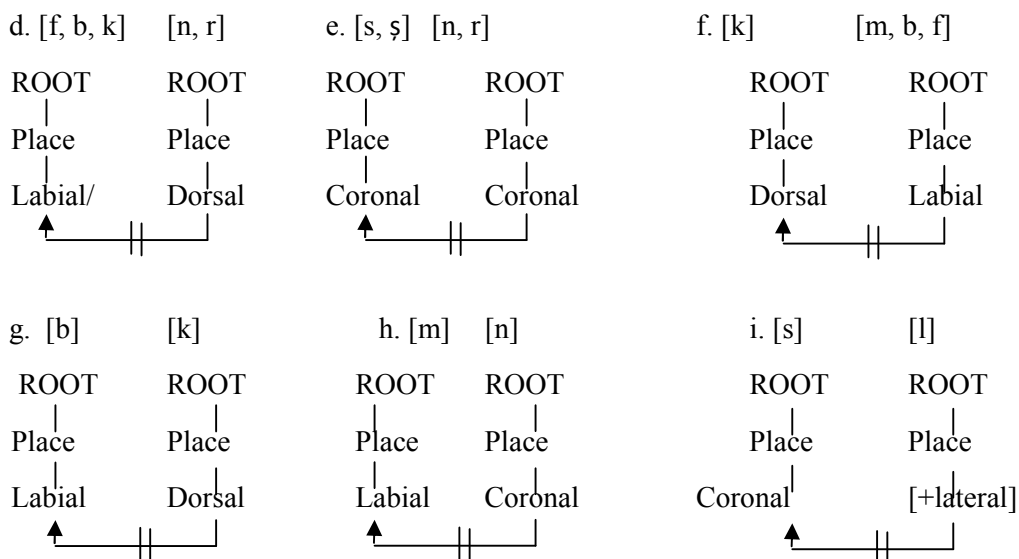 d. [f, b, k] [n, r] e. [s, ş] [n, r] f. [k] [m, b, f]
ROOT ROOT ROOT ROOT ROOT ROOT
Place Place Place Place Place Place
Labial/ Dorsal Coronal Coronal Dorsal Labial
g. [b] [k] h. [m] [n] i. [s] [l]
ROOT ROOT ROOT ROOT ROOT ROOT
Place Place Place Place Place Place
Labial Dorsal Labial Coronal Coronal [+lateral]